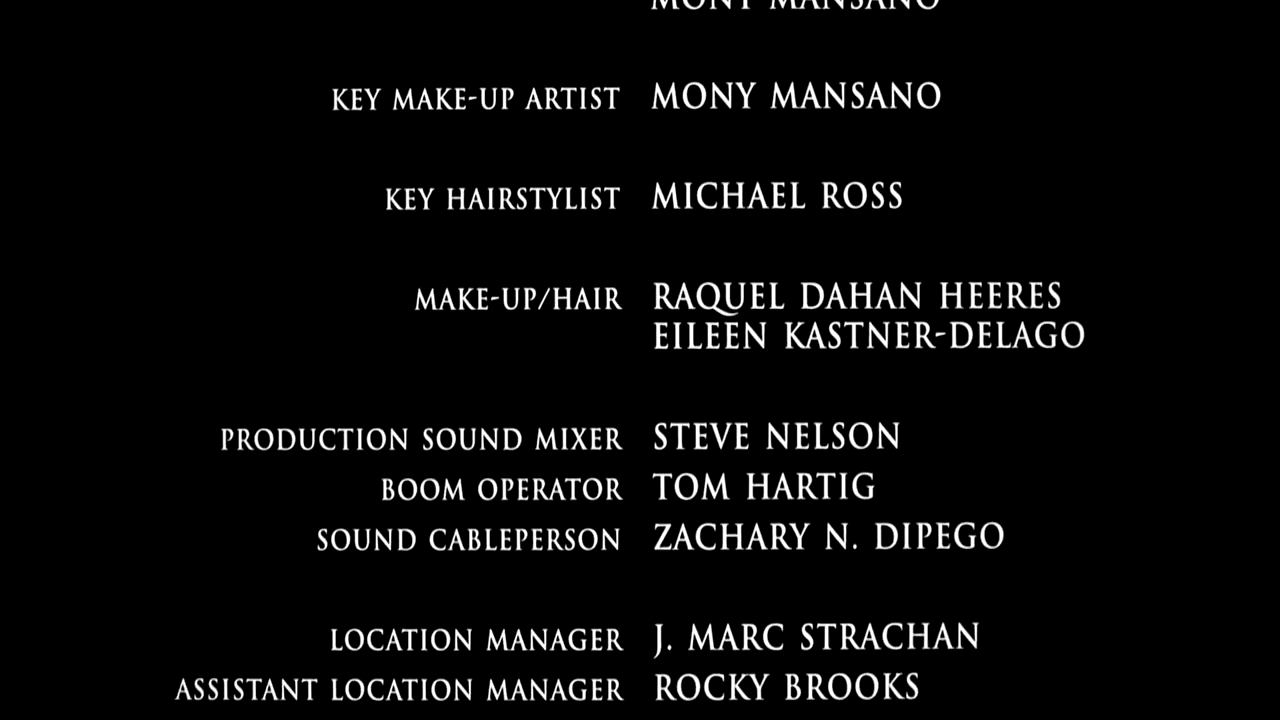 MONY MANSANO
KEY MAKE-UP ARTIST MONY MANSANO
KEY HAIRSTYLIST MICHAEL ROSS
MAKE-UP/HAIR RAQUEL DAHAN HEERES
EILEEN KASTNER-DELAGO
PRODUCTION SOUND MIXER STEVE NELSON
BOOM OPERATOR TOM HARTIG
SOUND CABLEPERSON ZACHARY N. DIPEGO
LOCATION MANAGER J. MARC STRACHAN
ASSISTANT LOCATION MANAGER ROCKY BROOKS